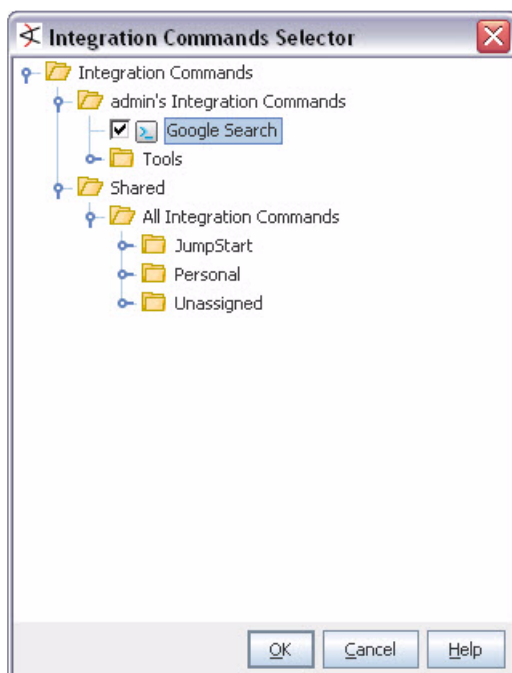 Integration Commands Selector
Integration Commands
admin's Integration Commands
Google Search
Tools
Shared
All Integration Commands
JumpStart
Personal
Unassigned
OK Cancel Help